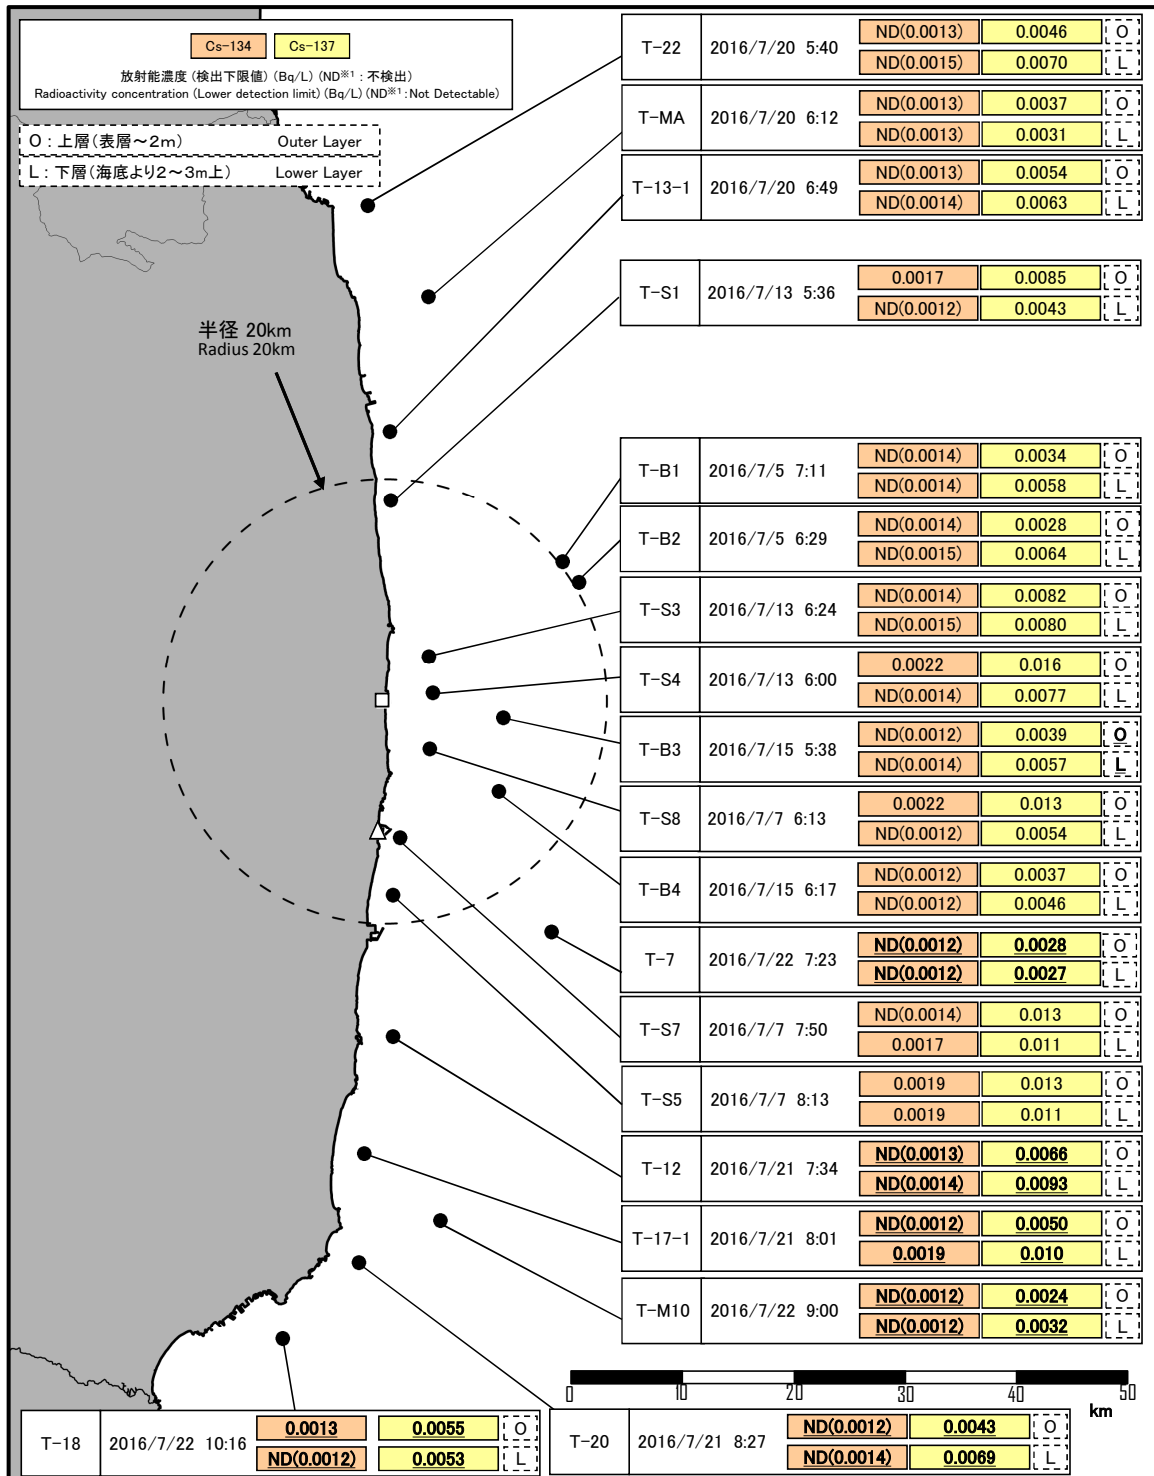 Cs-134 Cs-137
放射能濃度 (検出下限値) (Bq/L) (ND※1 : 不検出)
Radioactivity concentration (Lower detection limit) (Bq/L) (ND※1 : Not Detectable)
O : 上層(表層～2m) Outer Layer
L : 下層(海底より2～3m上) Lower Layer
T-22 2016/7/20 5:40
ND(0.0013) 0.0046 O
ND(0.0015) 0.0070 L
T-MA 2016/7/20 6:12
ND(0.0013) 0.0037 O
ND(0.0013) 0.0031 L
T-13-1 2016/7/20 6:49
ND(0.0013) 0.0054 O
ND(0.0014) 0.0063 L
T-S1 2016/7/13 5:36
0.0017 0.0085 O
ND(0.0012) 0.0043 L
半径 20km
Radius 20km
T-B1 2016/7/5 7:11
ND(0.0014) 0.0034 O
ND(0.0014) 0.0058 L
T-B2 2016/7/5 6:29
ND(0.0014) 0.0028 O
ND(0.0015) 0.0064 L
T-S3 2016/7/13 6:24
ND(0.0014) 0.0082 O
ND(0.0015) 0.0080 L
T-S4 2016/7/13 6:00
0.0022 0.016 O
ND(0.0014) 0.0077 L
T-B3 2016/7/15 5:38
ND(0.0012) 0.0039 O
ND(0.0014) 0.0057 L
T-S8 2016/7/7 6:13
0.0022 0.013 O
ND(0.0012) 0.0054 L
T-B4 2016/7/15 6:17
ND(0.0012) 0.0037 O
ND(0.0012) 0.0046 L
T-7 2016/7/22 7:23
ND(0.0012) 0.0028 O
ND(0.0012) 0.0027 L
T-S7 2016/7/7 7:50
ND(0.0014) 0.013 O
0.0017 0.011 L
T-S5 2016/7/7 8:13
0.0019 0.013 O
0.0019 0.011 L
T-12 2016/7/21 7:34
ND(0.0013) 0.0066 O
ND(0.0014) 0.0093 L
T-17-1 2016/7/21 8:01
ND(0.0012) 0.0050 O
0.0019 0.010 L
T-M10 2016/7/22 9:00
ND(0.0012) 0.0024 O
ND(0.0012) 0.0032 L
0 10 20 30 40 50
km
T-18 2016/7/22 10:16
0.0013 0.0055 O
ND(0.0012) 0.0053 L
T-20 2016/7/21 8:27
ND(0.0012) 0.0043 O
ND(0.0014) 0.0069 L